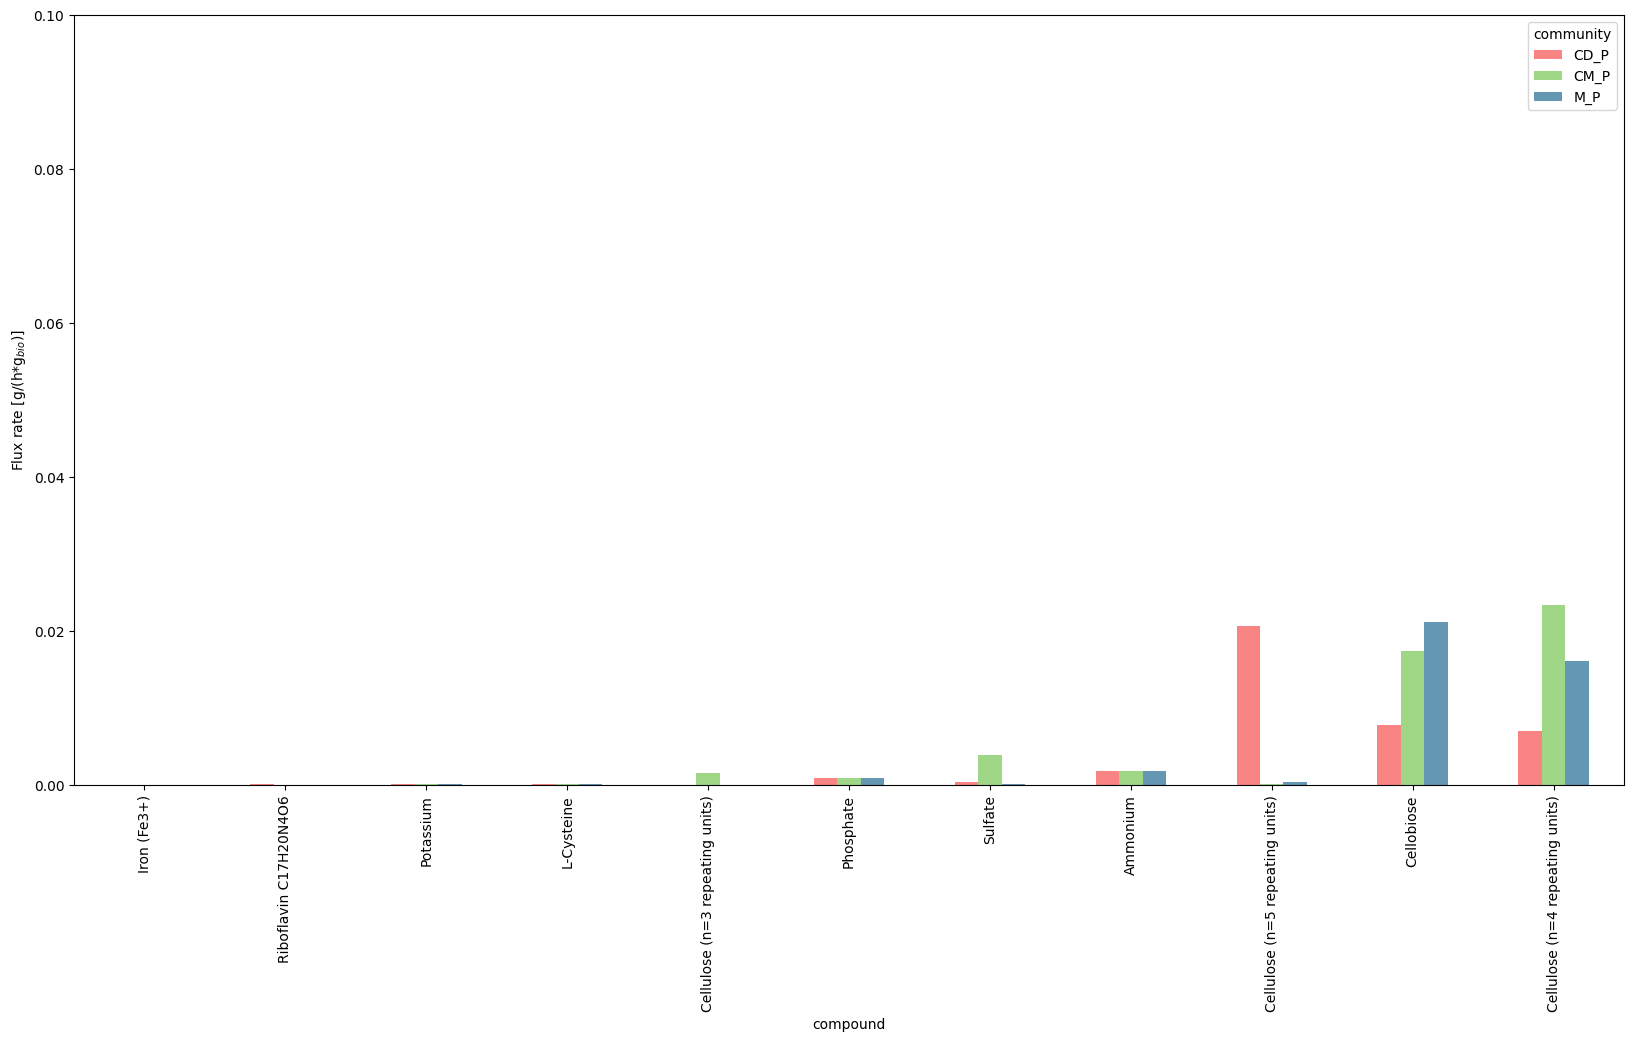 0.10
0.08
0.06
0.04
0.02
0.00
Flux rate [g/(h*g_bio)]
community
CD_P
CM_P
M_P
Iron (Fe3+)
Riboflavin C17H20N4O6
Potassium
L-Cysteine
Cellulose (n=3 repeating units)
Phosphate
Sulfate
Ammonium
Cellulose (n=5 repeating units)
Cellobiose
Cellulose (n=4 repeating units)
compound